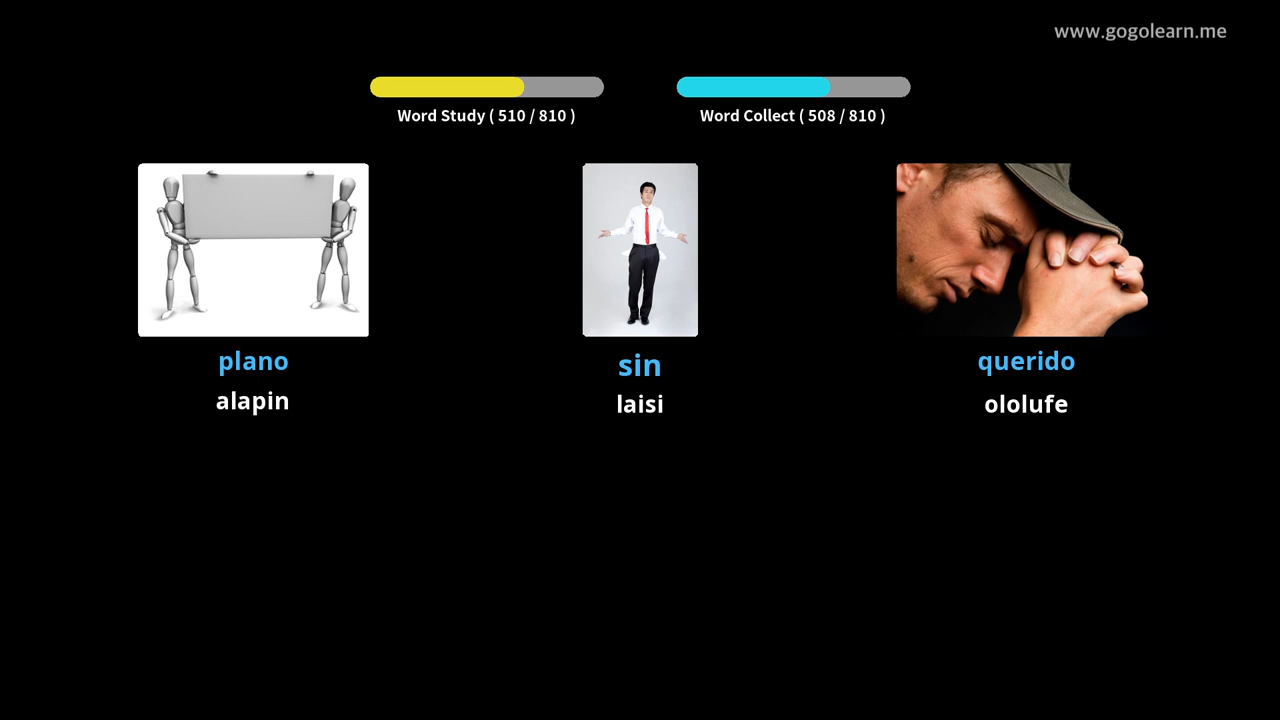 www.gogolearn.me
Word Study ( 510 / 810 )
Word Collect ( 508 / 810 )
plano
alapin
sin
laisi
querido
ololufe